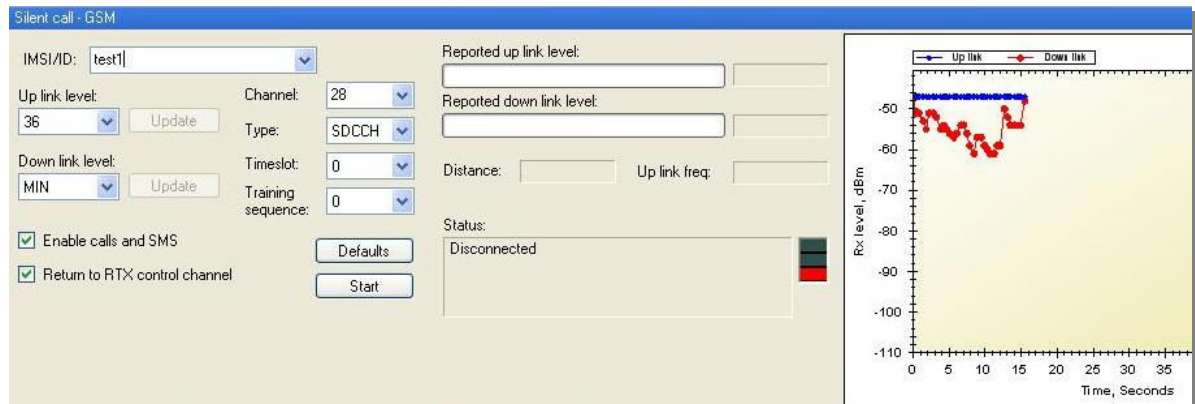 Silent call - GSM
IMSI/ID: test1
Up link level:
36
Update
Down link level:
MIN
Update
Enable calls and SMS
Return to RTX control channel
Channel: 28
Type: SDCCH
Timeslot: 0
Training sequence: 0
Defaults
Start
Reported up link level:
Reported down link level:
Distance:
Up link freq:
Status:
Disconnected
Up link Down link
Rx level, dBm
-50
-60
-70
-80
-90
-100
-110
0 5 10 15 20 25 30 35
Time, Seconds